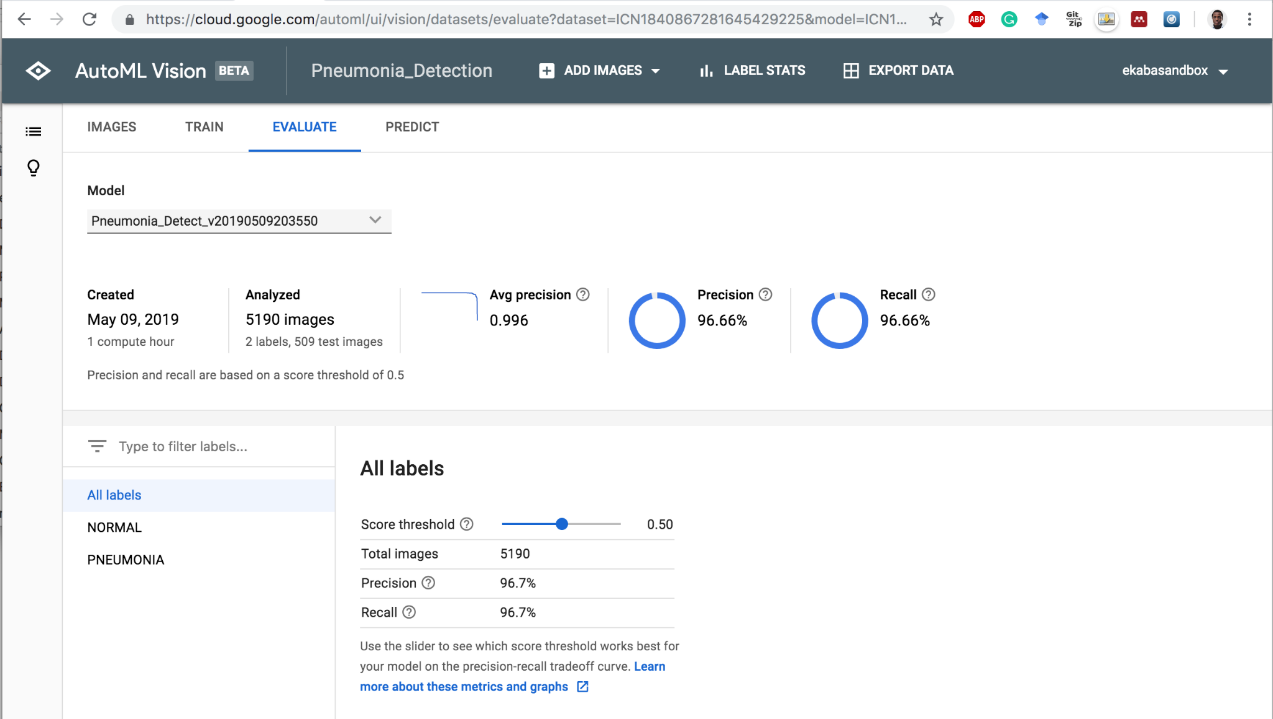 https://cloud.google.com/automl/ui/vision/datasets/evaluate?dataset=ICN1840867281645429225&model=ICN1...
ABP
Git
Zip
AutoML Vision BETA
Pneumonia_Detection
ADD IMAGES
LABEL STATS
EXPORT DATA
ekabasandbox
IMAGES
TRAIN
EVALUATE
PREDICT
Model
Pneumonia_Detect_v20190509203550
Created
May 09, 2019
1 compute hour
Analyzed
5190 images
2 labels, 509 test images
Avg precision
0.996
Precision
96.66%
Recall
96.66%
Precision and recall are based on a score threshold of 0.5
Type to filter labels...
All labels
NORMAL
PNEUMONIA
All labels
Score threshold 0.50
Total images 5190
Precision 96.7%
Recall 96.7%
Use the slider to see which score threshold works best for
your model on the precision-recall tradeoff curve. Learn
more about these metrics and graphs